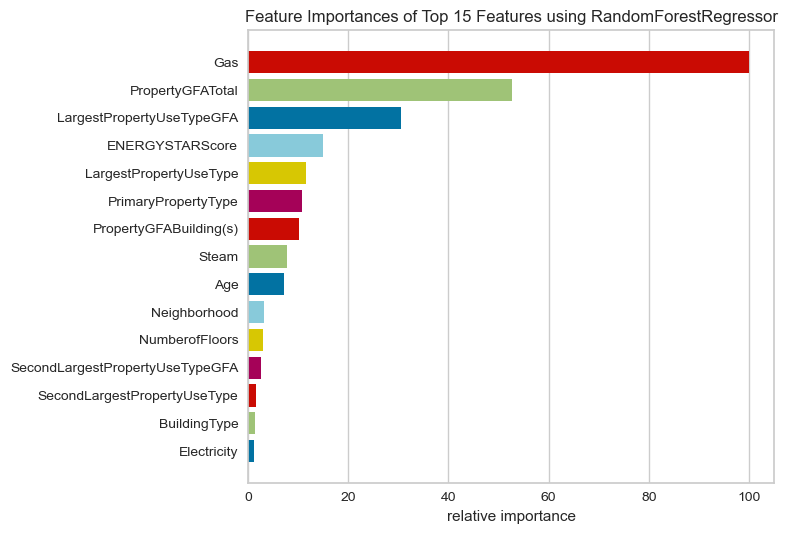 Feature Importances of Top 15 Features using RandomForestRegressor
Gas
PropertyGFATotal
LargestPropertyUseTypeGFA
ENERGYSTARScore
LargestPropertyUseType
PrimaryPropertyType
PropertyGFABuilding(s)
Steam
Age
Neighborhood
NumberofFloors
SecondLargestPropertyUseTypeGFA
SecondLargestPropertyUseType
BuildingType
Electricity
0 20 40 60 80 100
relative importance